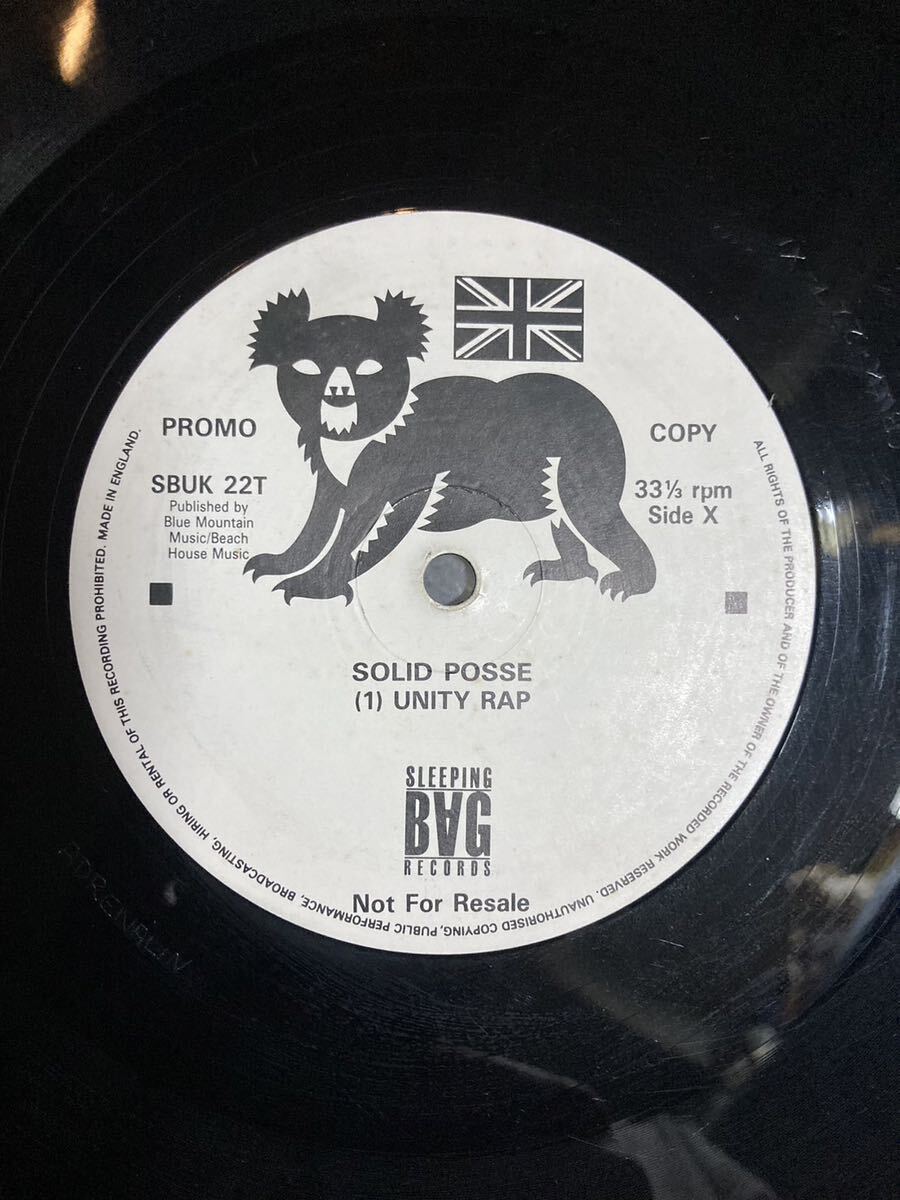 PROMO
COPY
SBUK 22T
Published by
Blue Mountain
Music/Beach
House Music
33⅓ rpm
Side X
SOLID POSSE
(1) UNITY RAP
SLEEPING
BAG
RECORDS
Not For Resale
ALL RIGHTS OF THE PRODUCER AND OF THE OWNER OF THE RECORDED WORK RESERVED. UNAUTHORISED COPYING, PUBLIC PERFORMANCE, BROADCASTING, HIRING OR RENTAL OF THIS RECORDING PROHIBITED. MADE IN ENGLAND.